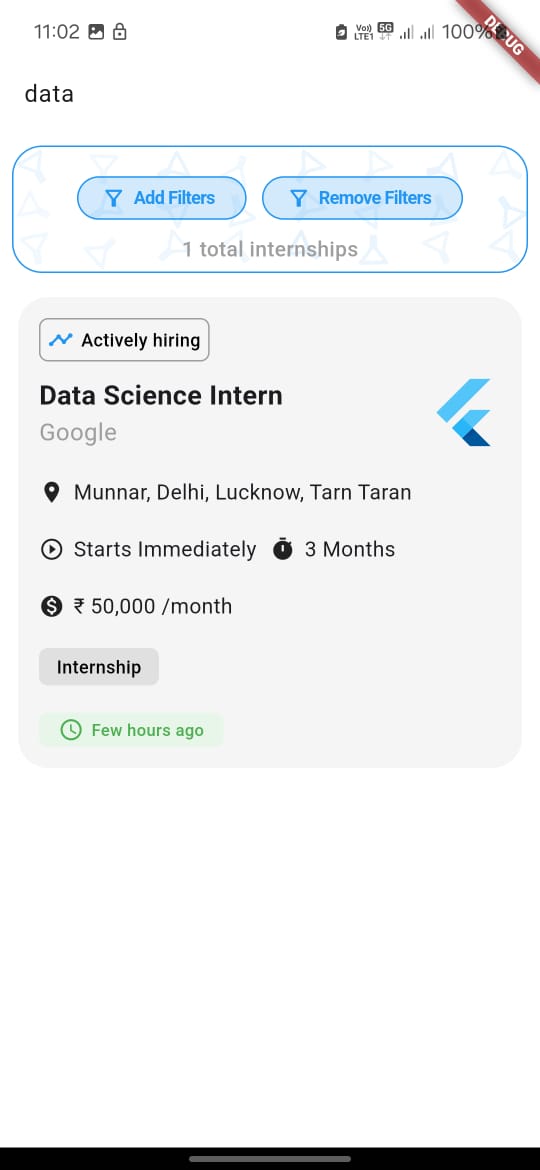 11:02
Vo)) LTE1 5G 100%
DEBUG
data
Add Filters Remove Filters
1 total internships
Actively hiring
Data Science Intern
Google
Munnar, Delhi, Lucknow, Tarn Taran
Starts Immediately 3 Months
₹ 50,000 /month
Internship
Few hours ago